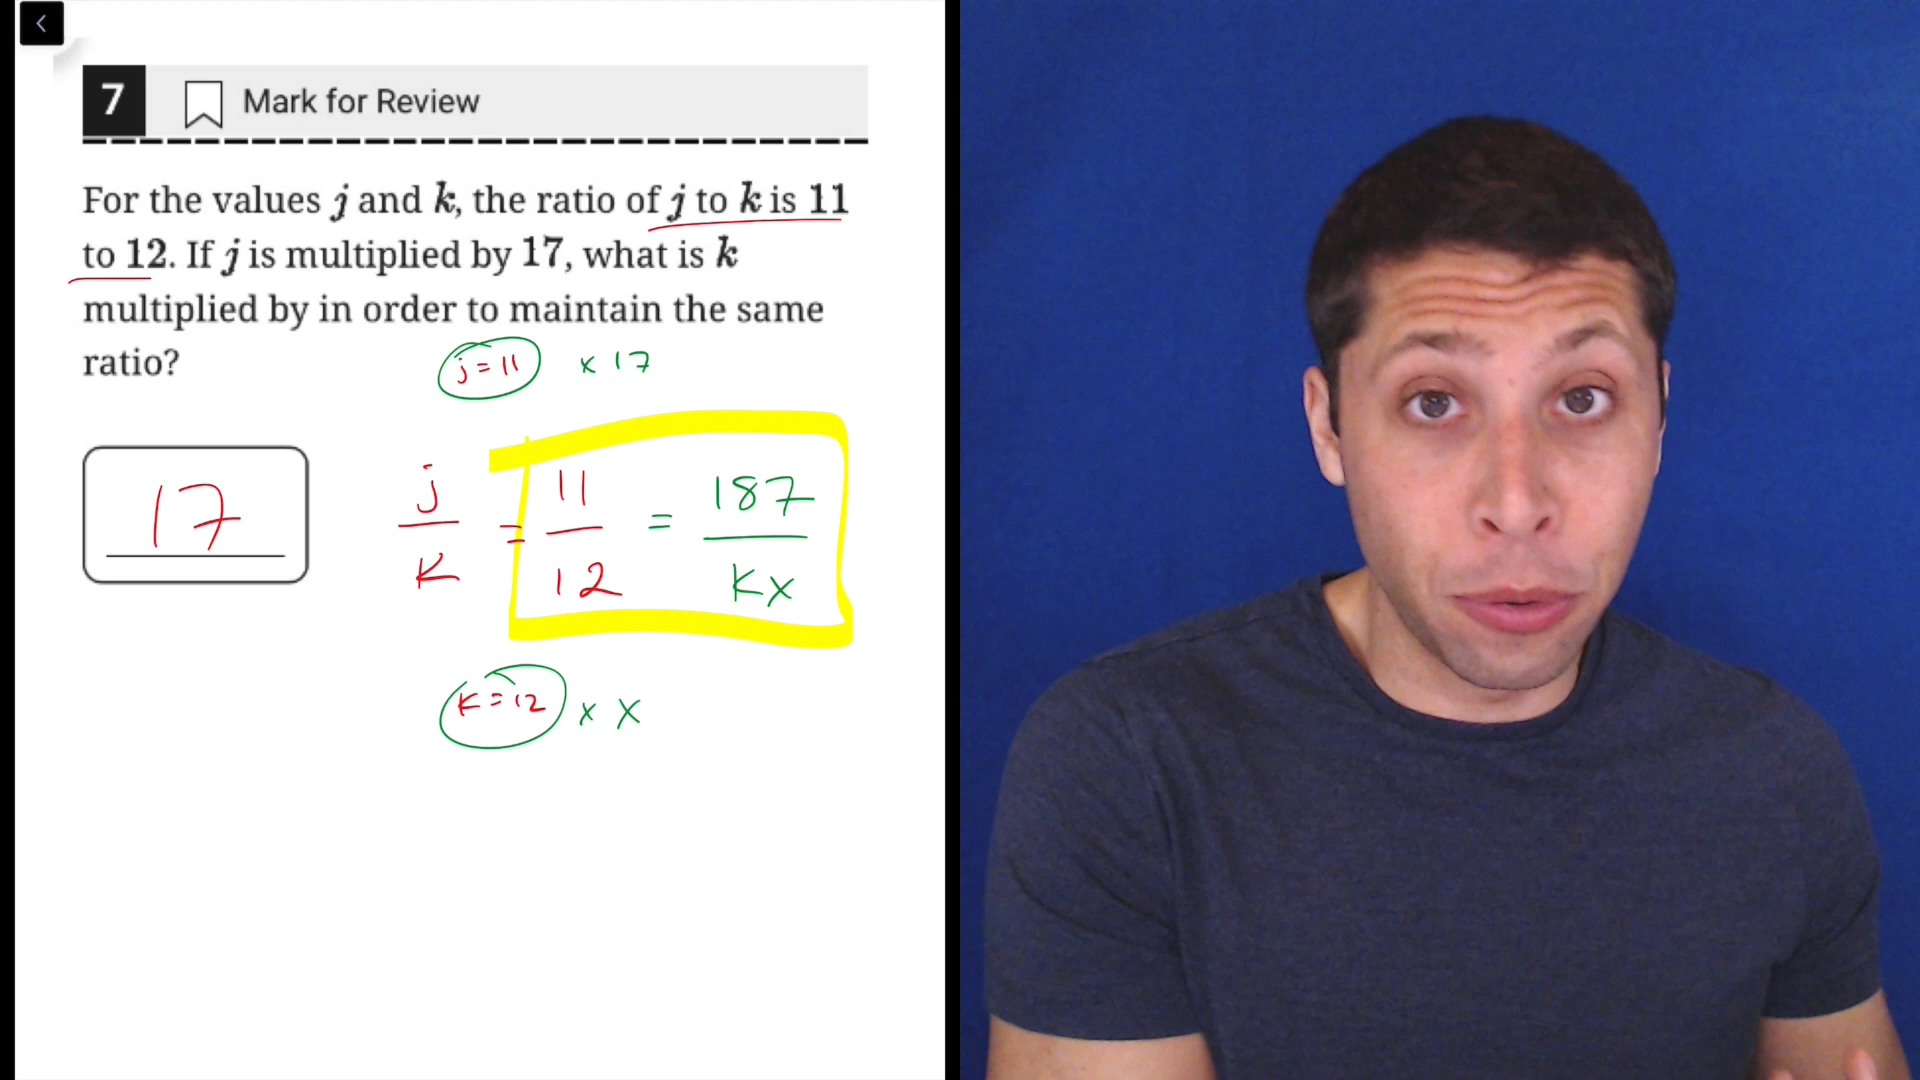 7 Mark for Review
For the values j and k, the ratio of j to k is 11
to 12. If j is multiplied by 17, what is k
multiplied by in order to maintain the same
ratio?
j = 11 x 17
17
j/K = 11/12 = 187/Kx
K = 12 x X